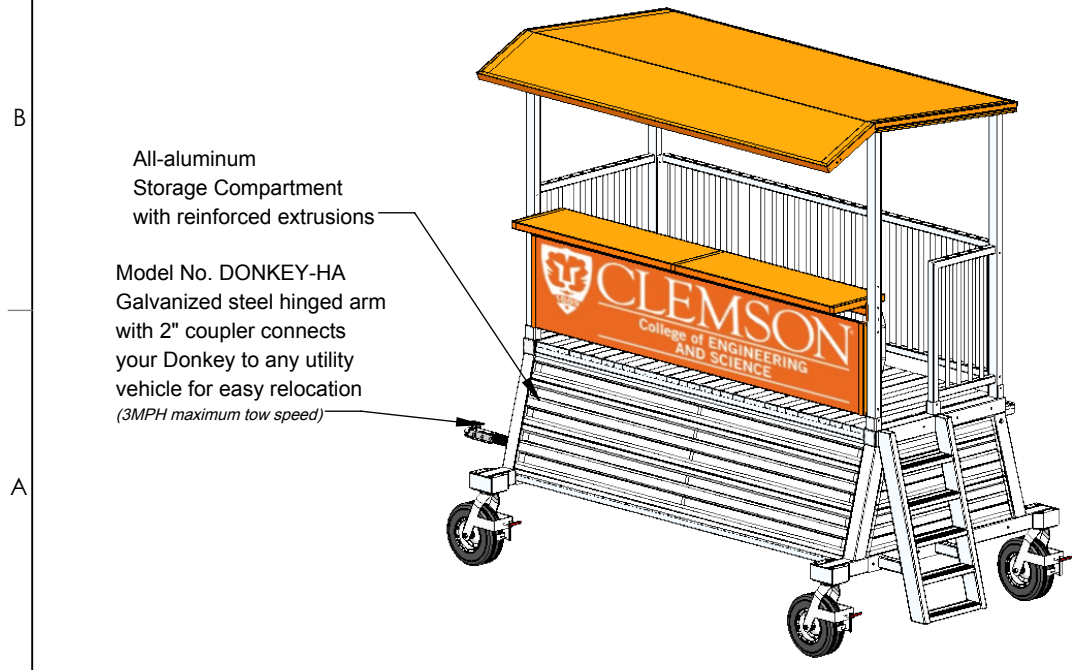 B
All-aluminum
Storage Compartment
with reinforced extrusions
Model No. DONKEY-HA
Galvanized steel hinged arm
with 2" coupler connects
your Donkey to any utility
vehicle for easy relocation
(3MPH maximum tow speed)
CLEMSON
College of ENGINEERING
AND SCIENCE
A